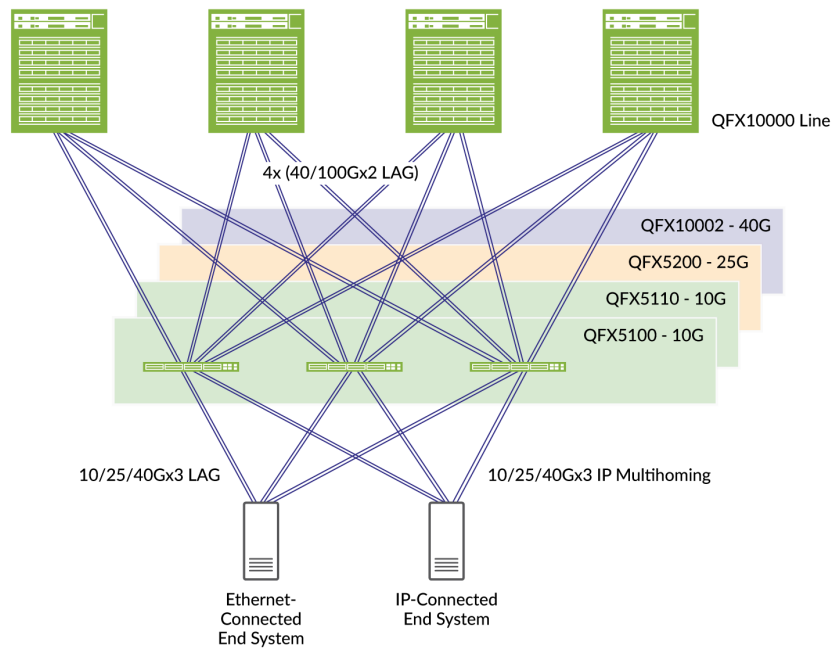 QFX10000 Line
4x (40/100Gx2 LAG)
QFX10002 - 40G
QFX5200 - 25G
QFX5110 - 10G
QFX5100 - 10G
10/25/40Gx3 LAG
10/25/40Gx3 IP Multihoming
Ethernet-
Connected
End System
IP-Connected
End System